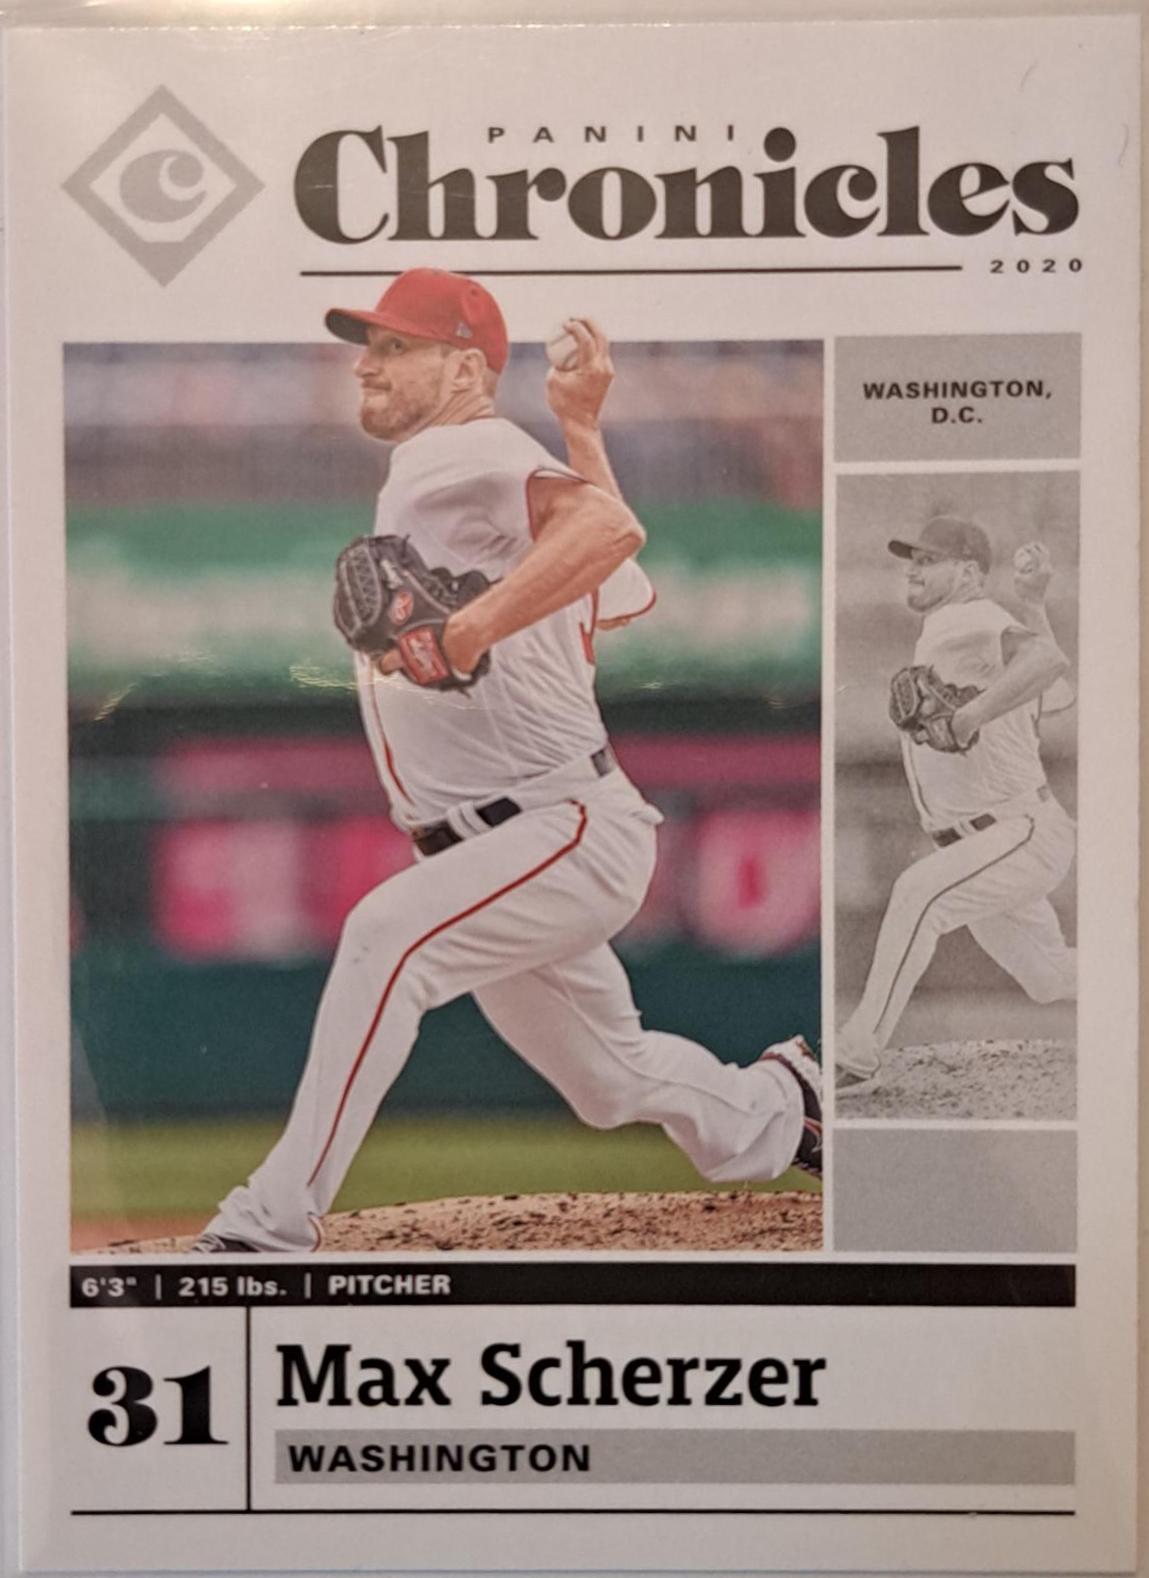 C
PANINI
Chronicles
2020
WASHINGTON,
D.C.
6'3" | 215 lbs. | PITCHER
31
Max Scherzer
WASHINGTON